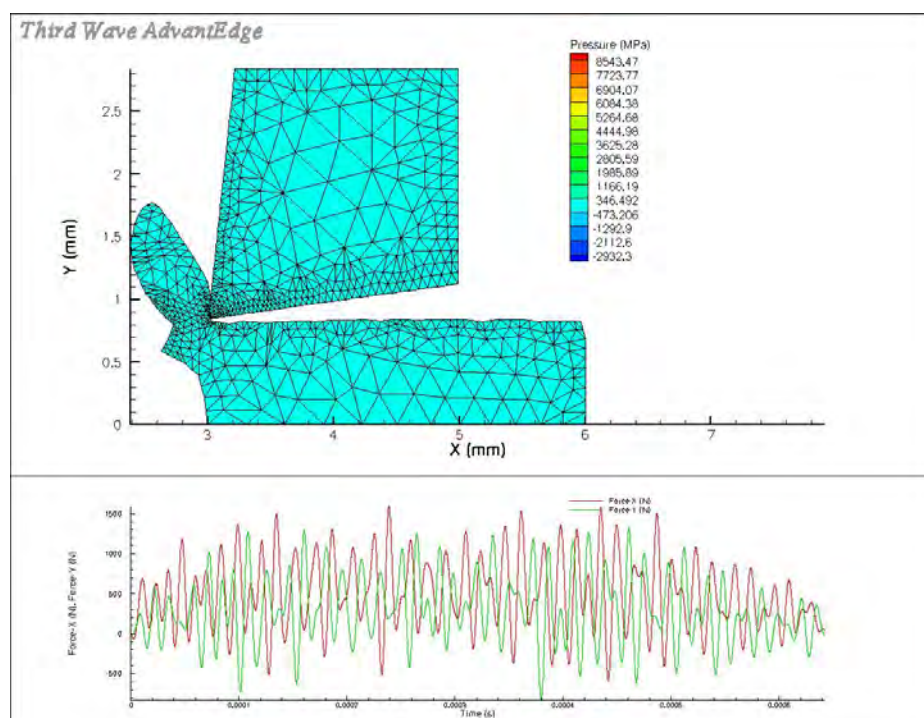 Third Wave AdvantEdge
Pressure (MPa)
8543.47
7723.77
6904.07
6084.38
5264.68
4444.98
3625.28
2805.59
1985.89
1166.19
346.492
-473.206
-1292.9
-2112.6
-2932.3
2.5
2
1.5
1
0.5
0
Y (mm)
3 4 5 6 7
X (mm)
Force-X (N)
Force-Y (N)
1500
1000
500
0
-500
Force-X (N), Force-Y (N)
0 0.0001 0.0002 0.0003 0.0004 0.0005 0.0006
Time (s)